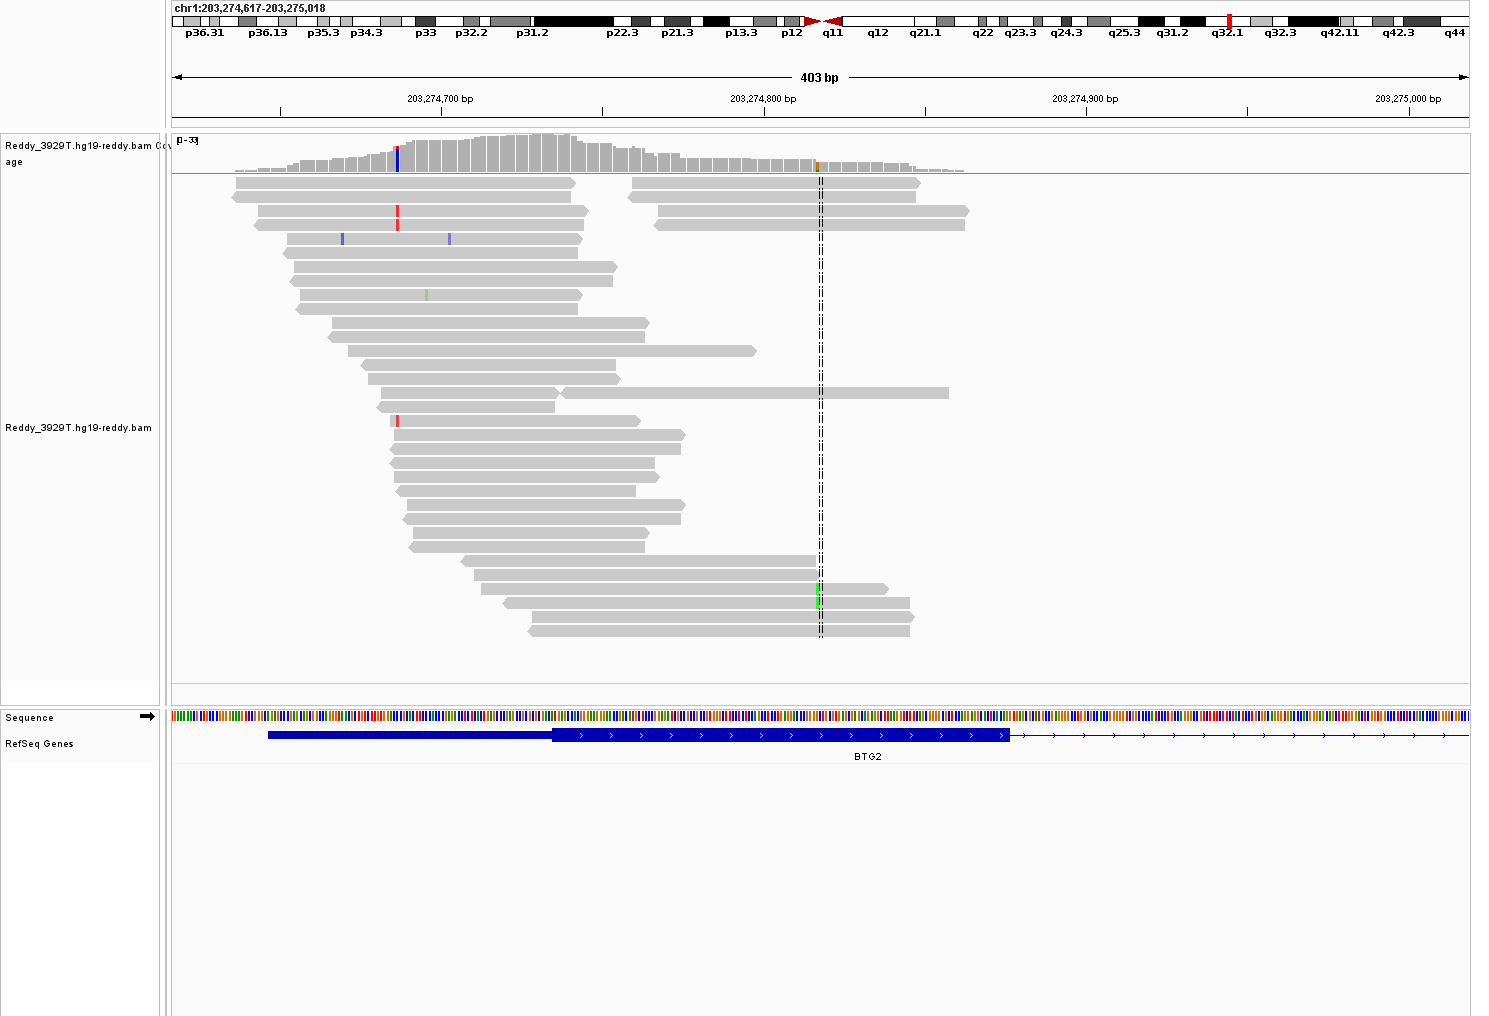 chr1:203,274,617-203,275,018
p36.31 p36.13 p35.3 p34.3 p33 p32.2 p31.2 p22.3 p21.3 p13.3 p12 q11 q12 q21.1 q22 q23.3 q24.3 q25.3 q31.2 q32.1 q32.3 q42.11 q42.3 q44
403 bp
203,274,700 bp 203,274,800 bp 203,274,900 bp 203,275,000 bp
[0 - 33]
Reddy_3929T.hg19-reddy.bam Cov
age
Reddy_3929T.hg19-reddy.bam
Sequence
RefSeq Genes
BTG2